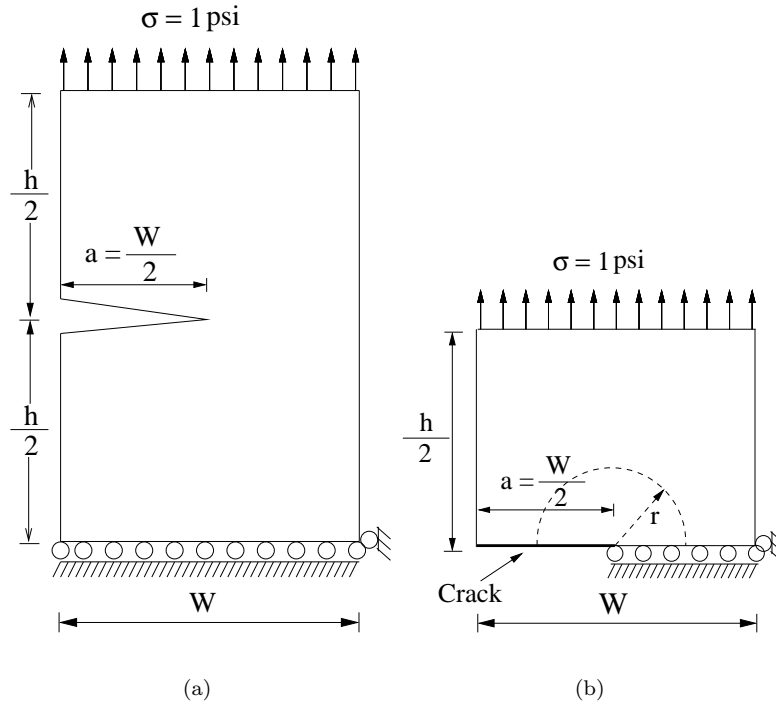 σ = 1 psi
h
2
a = W
2
h
2
W
(a)
σ = 1 psi
h
2
a = W
2
r
Crack
W
(b)